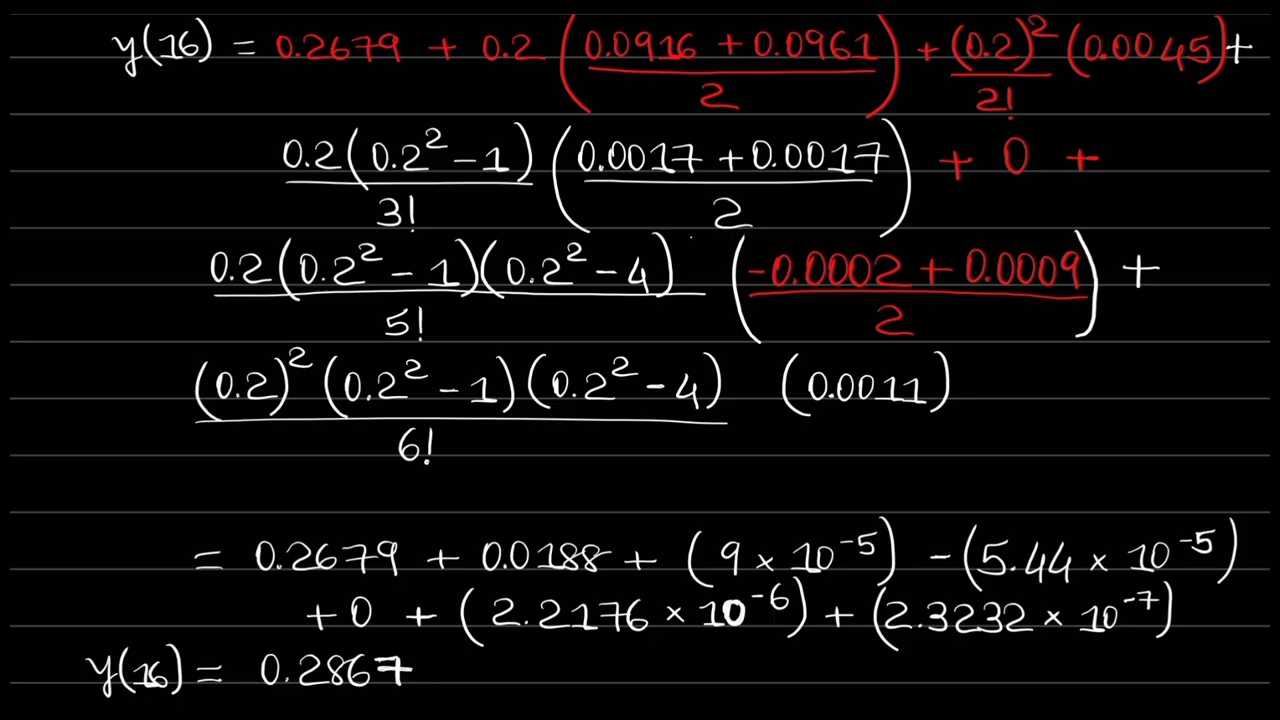 y(16) = 0.2679 + 0.2 ( (0.0916 + 0.0961) / 2 ) + (0.2)² / 2! (0.0045) +
0.2(0.2² - 1) / 3! ( (0.0017 + 0.0017) / 2 ) + 0 +
0.2(0.2² - 1)(0.2² - 4) / 5! ( (-0.0002 + 0.0009) / 2 ) +
(0.2)² (0.2² - 1)(0.2² - 4) / 6! (0.0011)
= 0.2679 + 0.0188 + (9 × 10⁻⁵) - (5.44 × 10⁻⁵)
+ 0 + (2.2176 × 10⁻⁶) + (2.3232 × 10⁻⁷)
y(16) = 0.2867